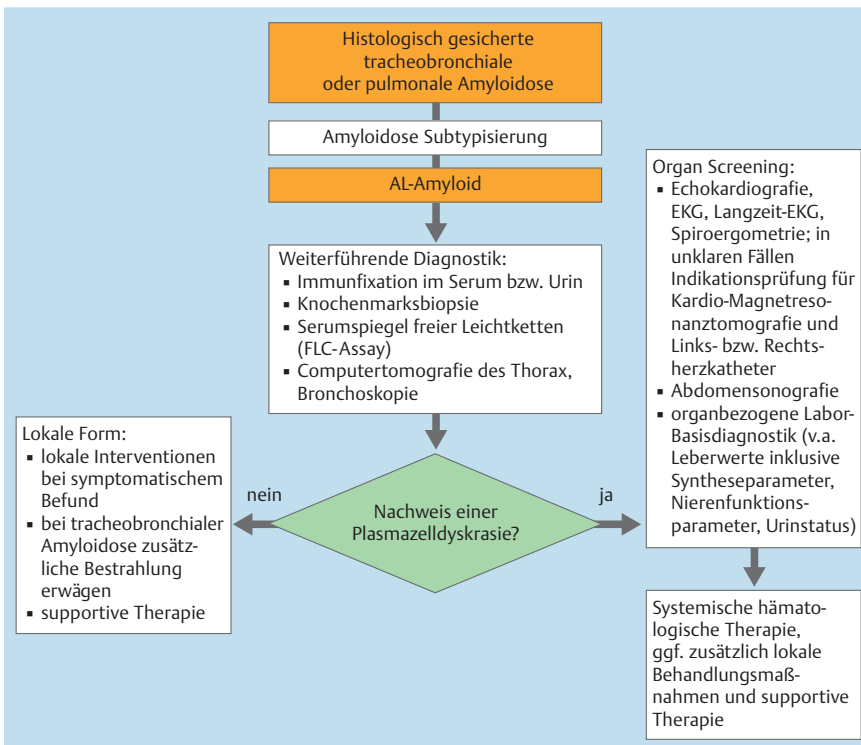 Histologisch gesicherte
tracheobronchiale
oder pulmonale Amyloidose
Amyloidose Subtypisierung
AL-Amyloid
Weiterführende Diagnostik:
▪ Immunfixation im Serum bzw. Urin
▪ Knochenmarksbiopsie
▪ Serumspiegel freier Leichtketten
(FLC-Assay)
▪ Computertomografie des Thorax,
Bronchoskopie
Nachweis einer
Plasmazelldyskrasie?
nein
Lokale Form:
▪ lokale Interventionen
bei symptomatischem
Befund
▪ bei tracheobronchialer
Amyloidose zusätz-
liche Bestrahlung
erwägen
▪ supportive Therapie
ja
Organ Screening:
▪ Echokardiografie,
EKG, Langzeit-EKG,
Spiroergometrie; in
unklaren Fällen
Indikationsprüfung für
Kardio-Magnetreso-
nanztomografie und
Links- bzw. Rechts-
herzkatheter
▪ Abdomensonografie
▪ organbezogene Labor-
Basisdiagnostik (v.a.
Leberwerte inklusive
Syntheseparameter,
Nierenfunktions-
parameter, Urinstatus)
Systemische hämato-
logische Therapie,
ggf. zusätzlich lokale
Behandlungsmaß-
nahmen und supportive
Therapie